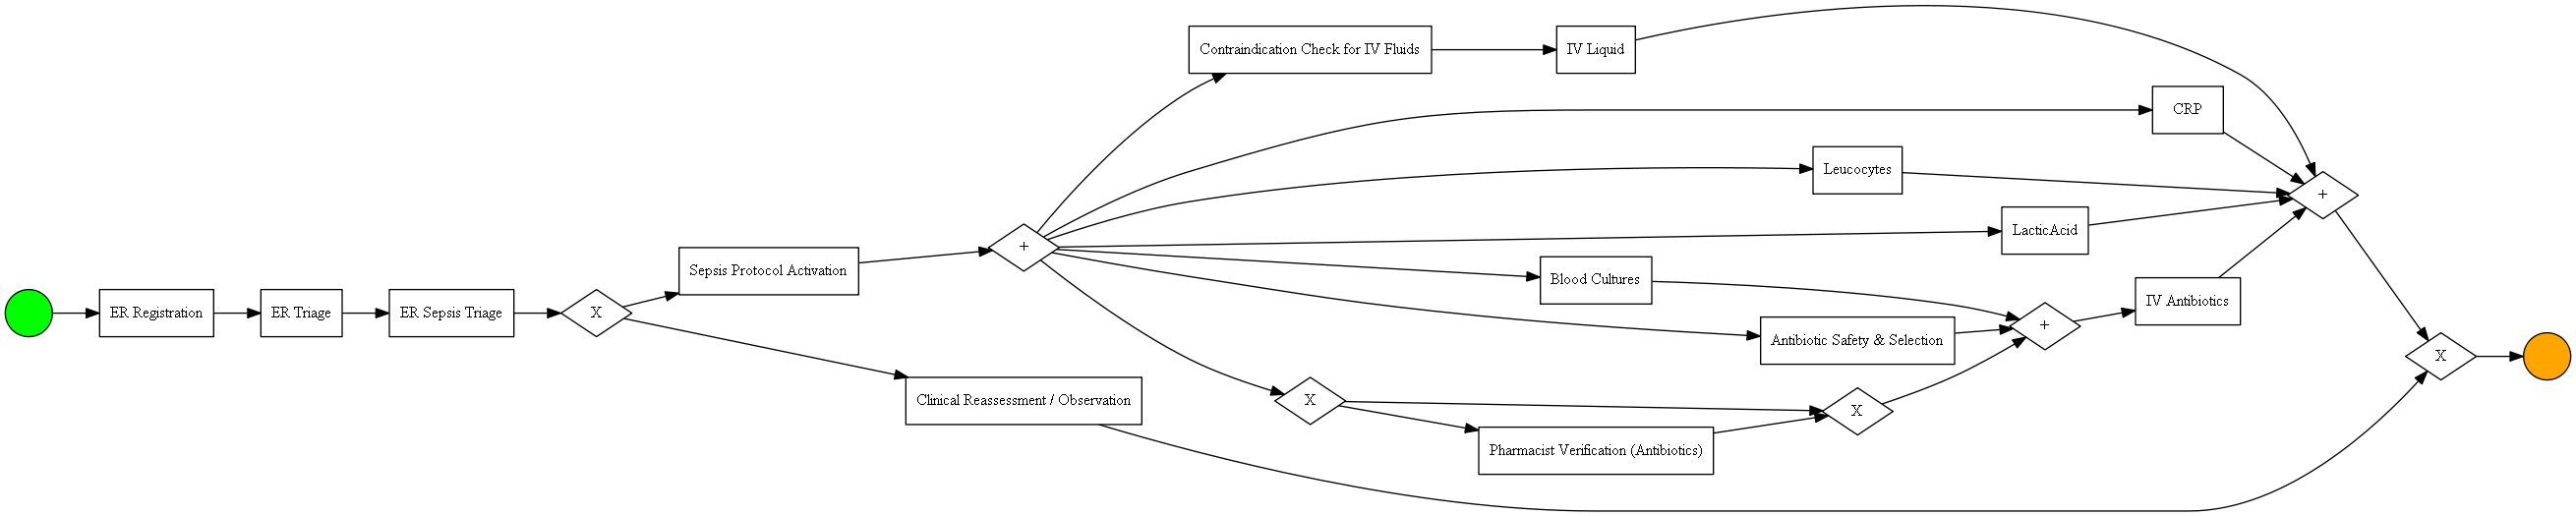 ER Registration
ER Triage
ER Sepsis Triage
X
Sepsis Protocol Activation
Clinical Reassessment / Observation
+
Contraindication Check for IV Fluids
IV Liquid
CRP
Leucocytes
LacticAcid
Blood Cultures
Antibiotic Safety & Selection
X
Pharmacist Verification (Antibiotics)
X
+
IV Antibiotics
+
X